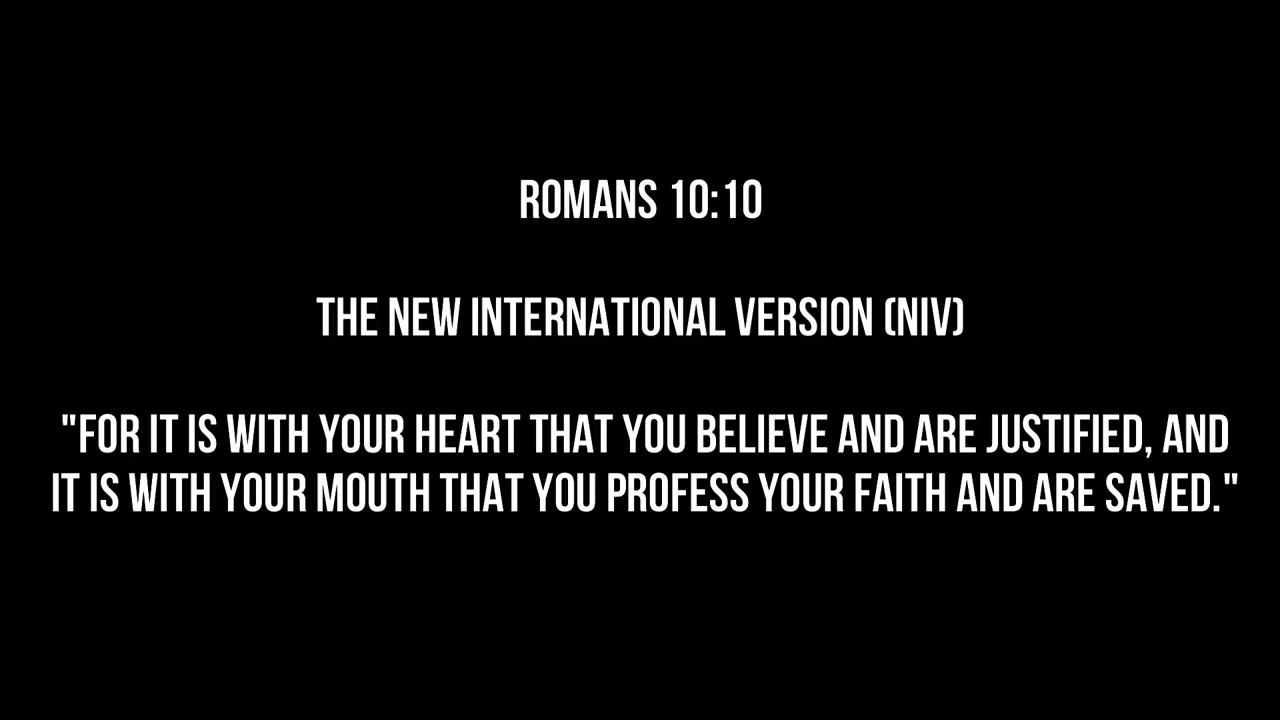 ROMANS 10:10
THE NEW INTERNATIONAL VERSION (NIV)
"FOR IT IS WITH YOUR HEART THAT YOU BELIEVE AND ARE JUSTIFIED, AND
IT IS WITH YOUR MOUTH THAT YOU PROFESS YOUR FAITH AND ARE SAVED."